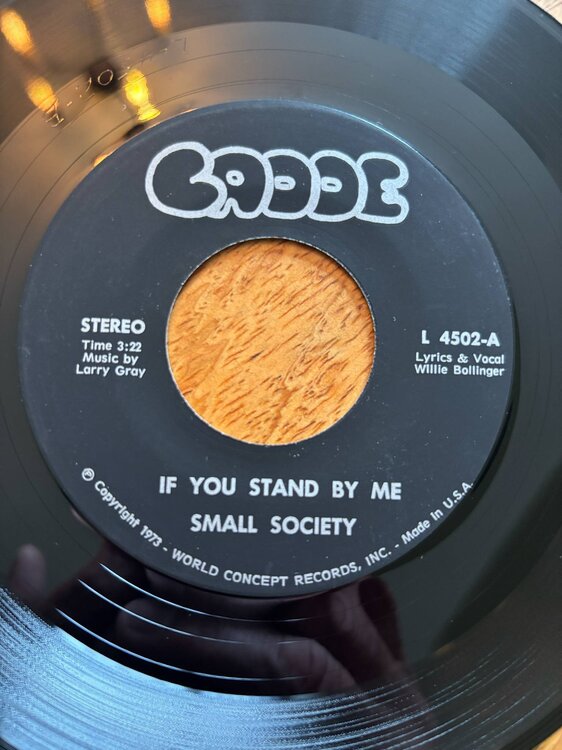 CADDE
STEREO
Time 3:22
Music by
Larry Gray
L 4502-A
Lyrics & Vocal
Willie Bollinger
IF YOU STAND BY ME
SMALL SOCIETY
℗ Copyright 1973 - WORLD CONCEPT RECORDS, INC. - Made in U.S.A.